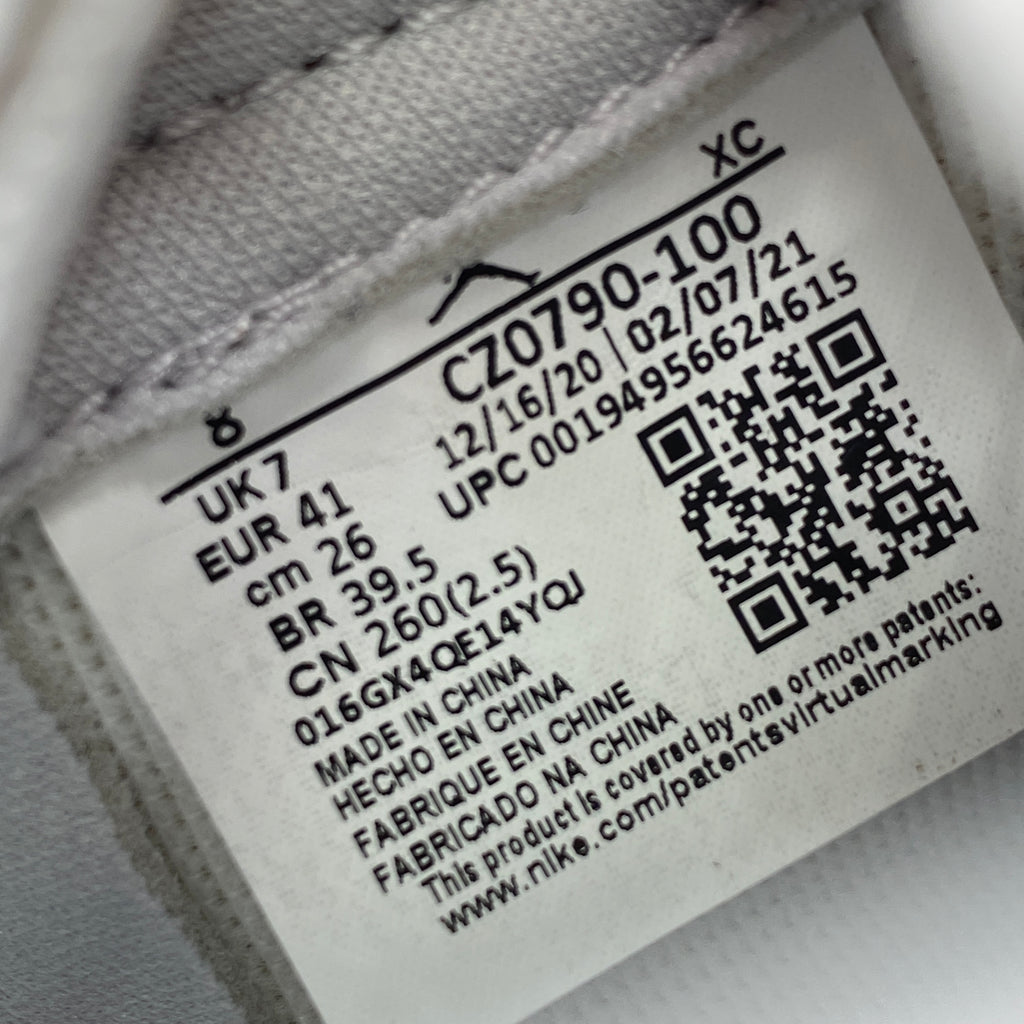 8
XC
UK 7
EUR 41
cm 26
BR 39.5
CN 260(2.5)
016GX4QE14YQJ
CZ0790-100
12/16/20 | 02/07/21
UPC 00194956624615
MADE IN CHINA
HECHO EN CHINA
FABRIQUE EN CHINE
FABRICADO NA CHINA
This product is covered by one or more patents:
www.nike.com/patentsvirtualmarking